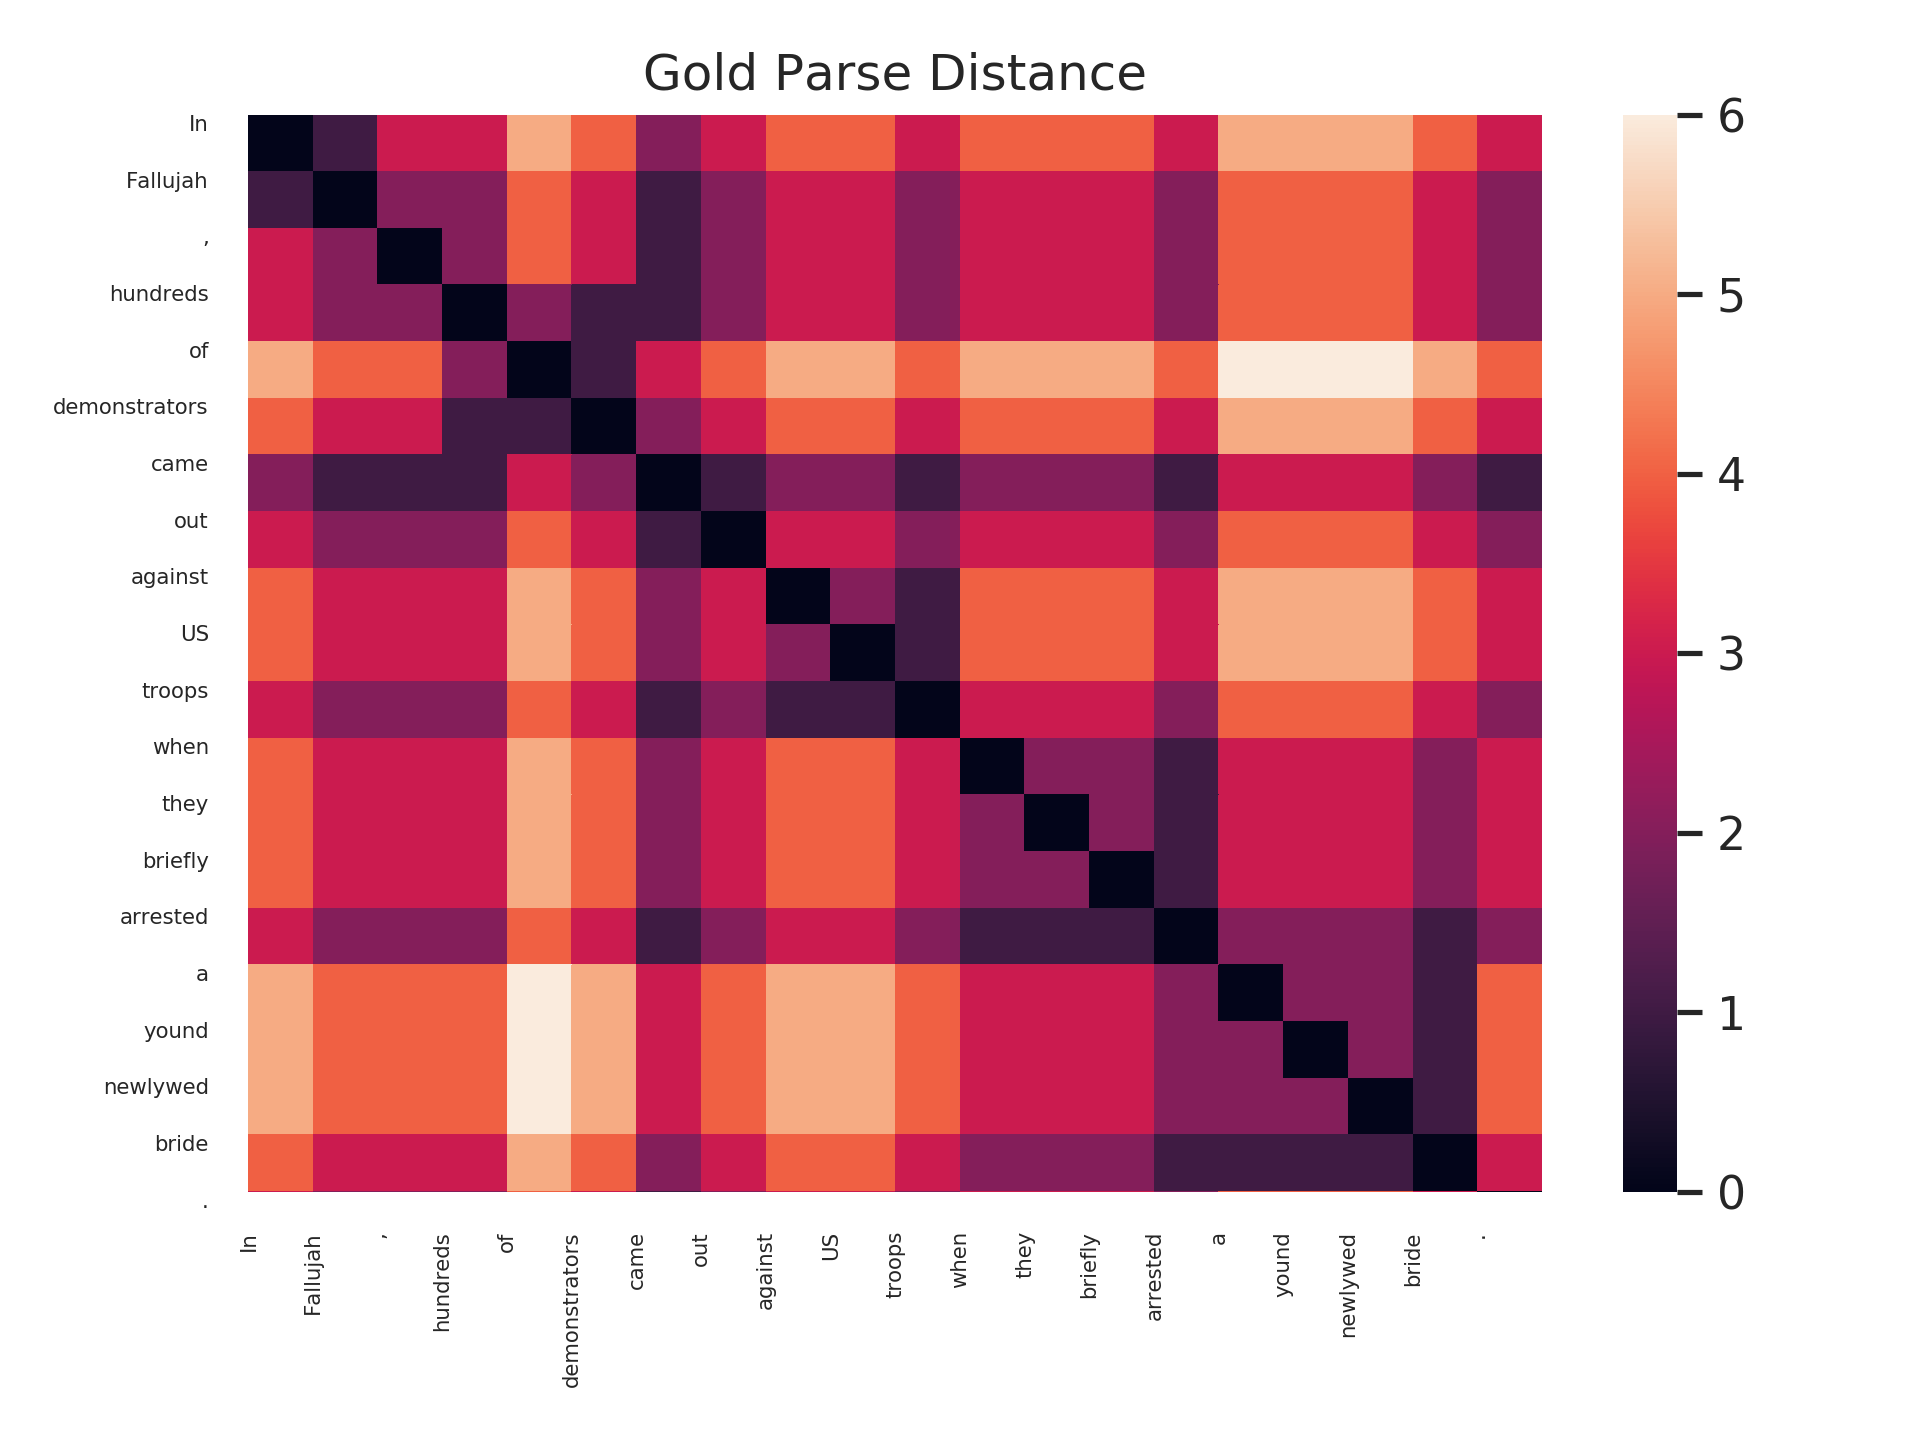 Gold Parse Distance
In
Fallujah
,
hundreds
of
demonstrators
came
out
against
US
troops
when
they
briefly
arrested
a
yound
newlywed
bride
.
In
Fallujah
,
hundreds
of
demonstrators
came
out
against
US
troops
when
they
briefly
arrested
a
yound
newlywed
bride
.
6
5
4
3
2
1
0